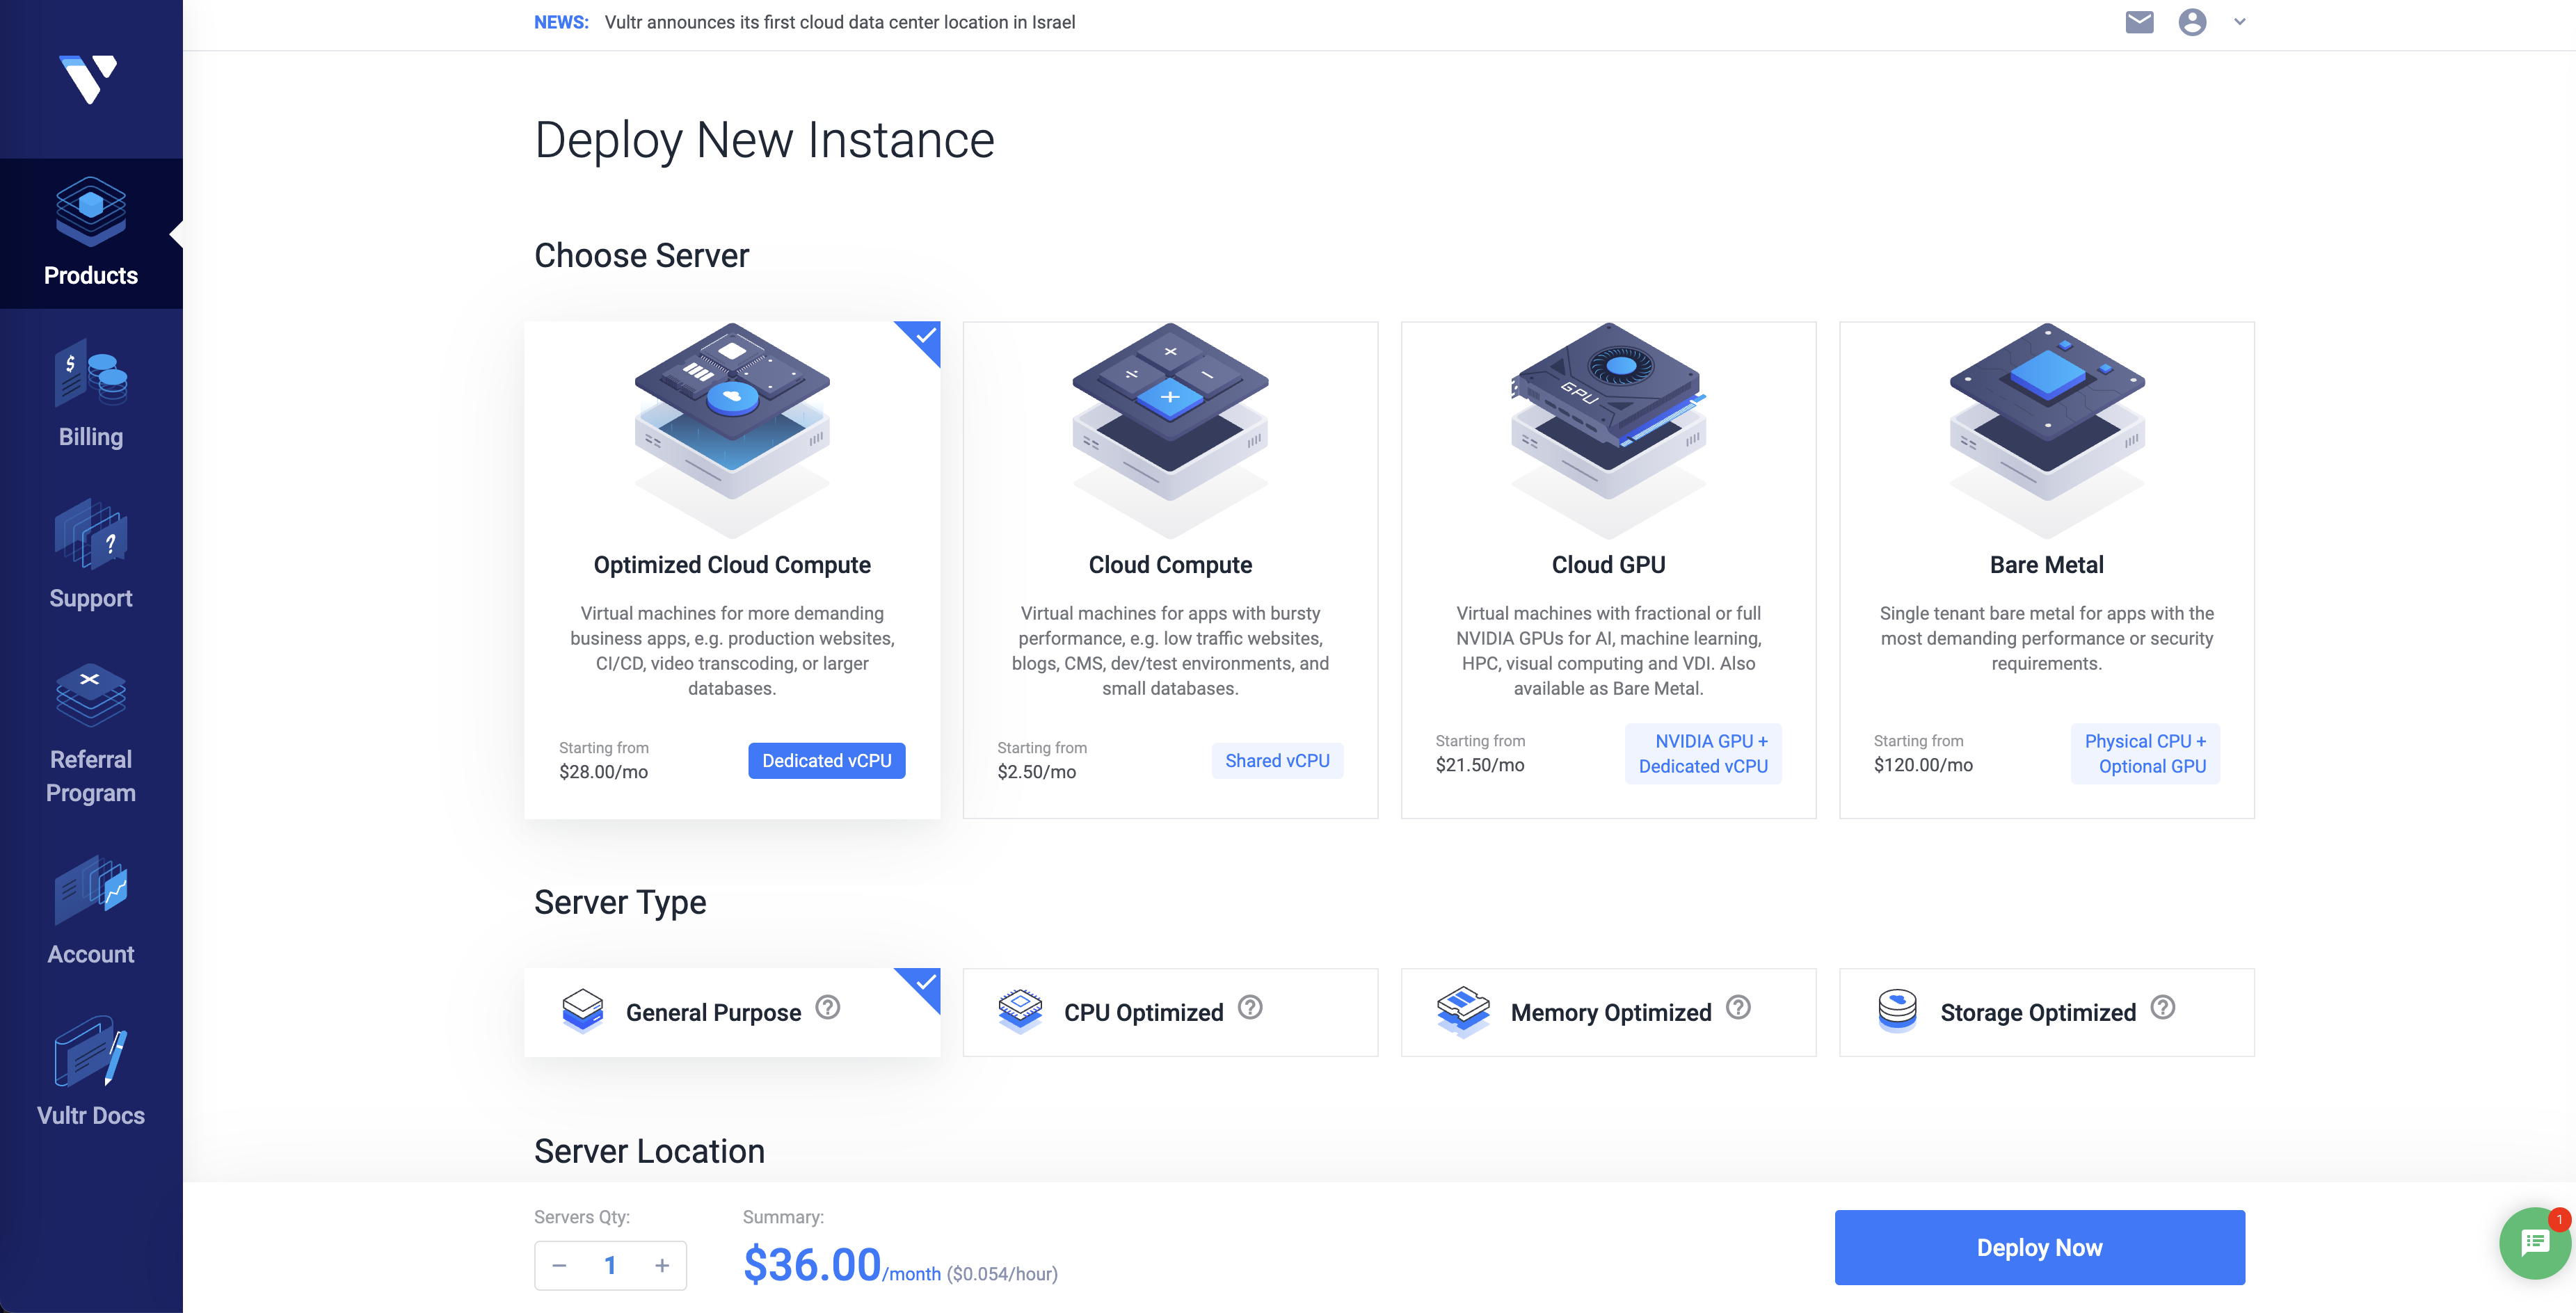 NEWS: Vultr announces its first cloud data center location in Israel
Products
Billing
$
Support
?
Referral
Program
Account
Vultr Docs
Deploy New Instance
Choose Server
Optimized Cloud Compute
Virtual machines for more demanding
business apps, e.g. production websites,
CI/CD, video transcoding, or larger
databases.
Starting from
$28.00/mo
Dedicated vCPU
Cloud Compute
Virtual machines for apps with bursty
performance, e.g. low traffic websites,
blogs, CMS, dev/test environments, and
small databases.
Starting from
$2.50/mo
Shared vCPU
GPU
Cloud GPU
Virtual machines with fractional or full
NVIDIA GPUs for AI, machine learning,
HPC, visual computing and VDI. Also
available as Bare Metal.
Starting from
$21.50/mo
NVIDIA GPU +
Dedicated vCPU
Bare Metal
Single tenant bare metal for apps with the
most demanding performance or security
requirements.
Starting from
$120.00/mo
Physical CPU +
Optional GPU
Server Type
General Purpose ?
CPU Optimized ?
Memory Optimized ?
Storage Optimized ?
Server Location
Servers Qty:
− 1 +
Summary:
$36.00/month ($0.054/hour)
Deploy Now
1